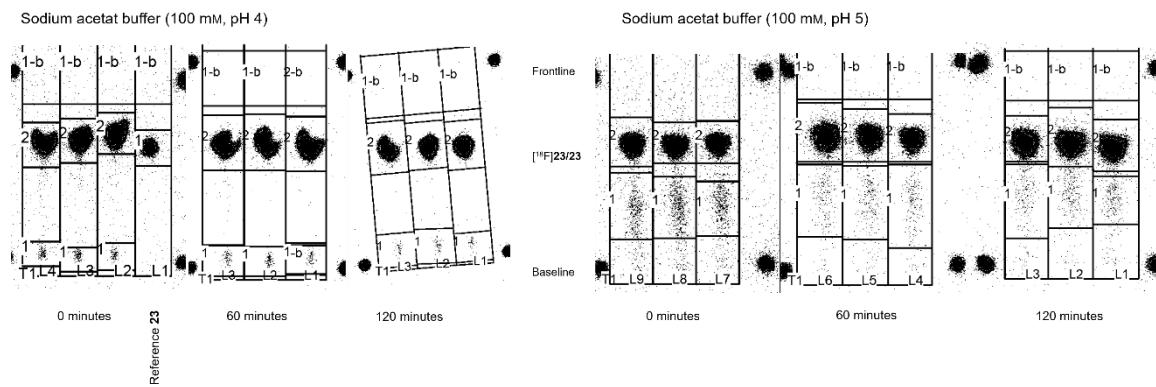 Sodium acetat buffer (100 mM, pH 4)
Sodium acetat buffer (100 mM, pH 5)
1-b 1-b 1-b
2 2 2 1
1 1 1
T1 L4 L3 L2 L1
1-b 1-b 2-b
2 2 2
1 1 1-b
T1 L3 L2 L1
1-b 1-b 1-b
2 2 2
1 1 1
T1 L3 L2 L1
Frontline
[¹⁸F]23/23
Baseline
2 2 2
1 1 1
T1 L9 L8 L7
1-b 1-b 1-b
2 2 2
1 1 1
T1 L6 L5 L4
1-b 1-b 1-b
2 2 2
1 1 1
L3 L2 L1
0 minutes
Reference 23
60 minutes
120 minutes
0 minutes
60 minutes
120 minutes